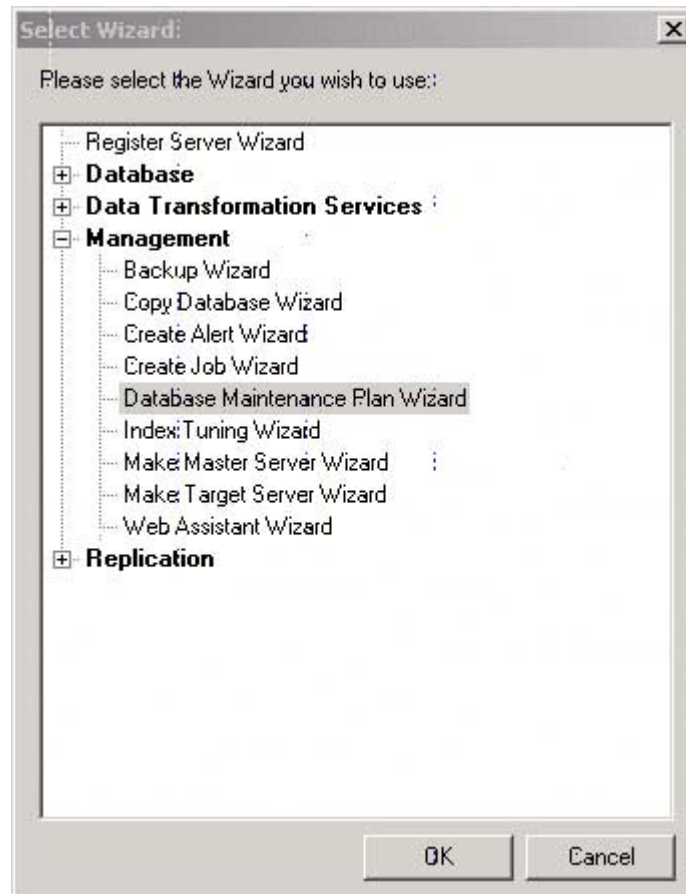 Select Wizard:
Please select the Wizard you wish to use:
Register Server Wizard
Database
Data Transformation Services
Management
Backup Wizard
Copy Database Wizard
Create Alert Wizard
Create Job Wizard
Database Maintenance Plan Wizard
Index Tuning Wizard
Make Master Server Wizard
Make Target Server Wizard
Web Assistant Wizard
Replication
OK
Cancel